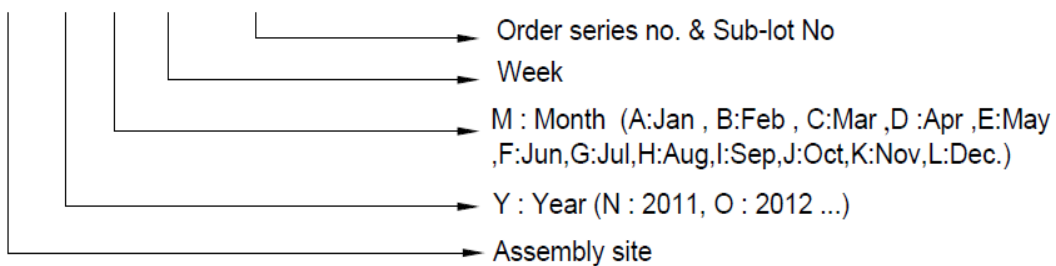 Order series no. & Sub-lot No
Week
M : Month  (A:Jan , B:Feb , C:Mar ,D :Apr ,E:May
,F:Jun,G:Jul,H:Aug,I:Sep,J:Oct,K:Nov,L:Dec.)
Y : Year (N : 2011, O : 2012 ...)
Assembly site